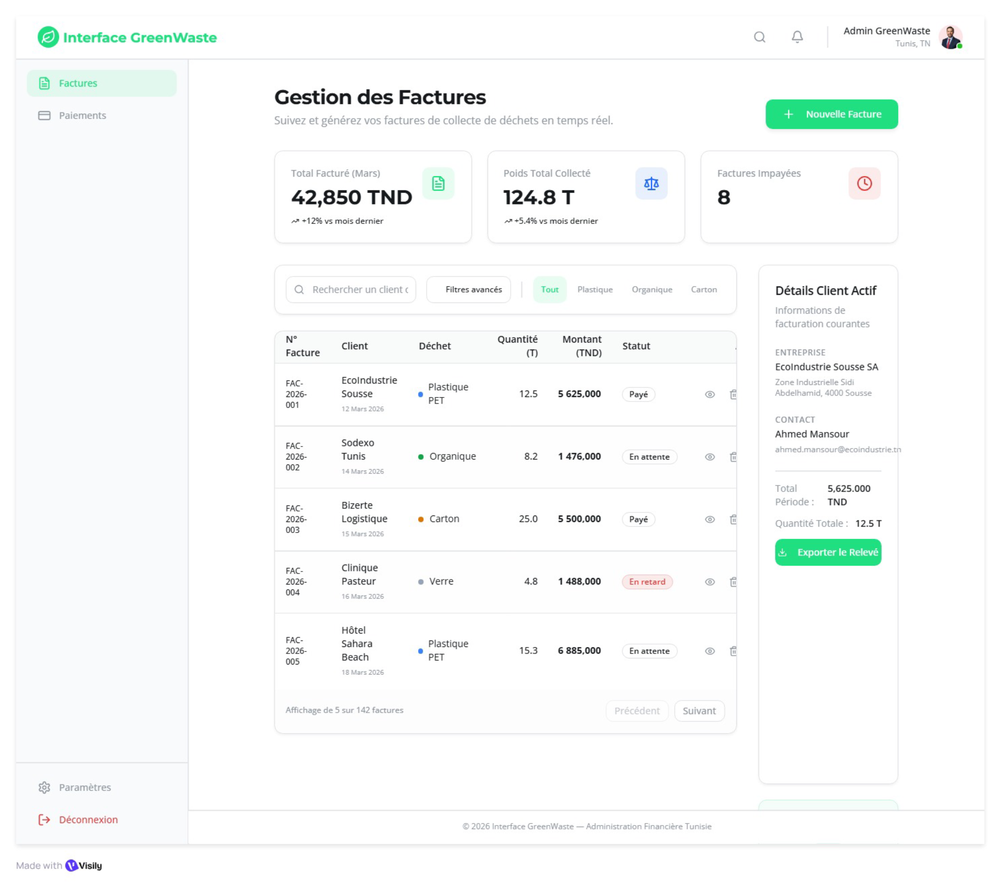 Interface GreenWaste
Admin GreenWaste
Tunis, TN
Factures
Paiements
Gestion des Factures
Suivez et générez vos factures de collecte de déchets en temps réel.
Nouvelle Facture
Total Facturé (Mars)
42,850 TND
+12% vs mois dernier
Poids Total Collecté
124.8 T
+5.4% vs mois dernier
Factures Impayées
8
Rechercher un client
Filtres avancés
Tout
Plastique
Organique
Carton
N°
Facture
Client
Déchet
Quantité
(T)
Montant
(TND)
Statut
FAC-
2026-
001
EcoIndustrie
Sousse
12 Mars 2026
Plastique
PET
12.5
5 625,000
Payé
FAC-
2026-
002
Sodexo
Tunis
14 Mars 2026
Organique
8.2
1 476,000
En attente
FAC-
2026-
003
Bizerte
Logistique
15 Mars 2026
Carton
25.0
5 500,000
Payé
FAC-
2026-
004
Clinique
Pasteur
16 Mars 2026
Verre
4.8
1 488,000
En retard
FAC-
2026-
005
Hôtel
Sahara
Beach
18 Mars 2026
Plastique
PET
15.3
6 885,000
En attente
Affichage de 5 sur 142 factures
Précédent
Suivant
Détails Client Actif
Informations de
facturation courantes
ENTREPRISE
EcoIndustrie Sousse SA
Zone Industrielle Sidi
Abdelhamid, 4000 Sousse
CONTACT
Ahmed Mansour
ahmed.mansour@ecoindustrie.tn
Total
Période :
5,625.000
TND
Quantité Totale : 12.5 T
Exporter le Relevé
Paramètres
Déconnexion
© 2026 Interface GreenWaste — Administration Financière Tunisie
Made with Visily